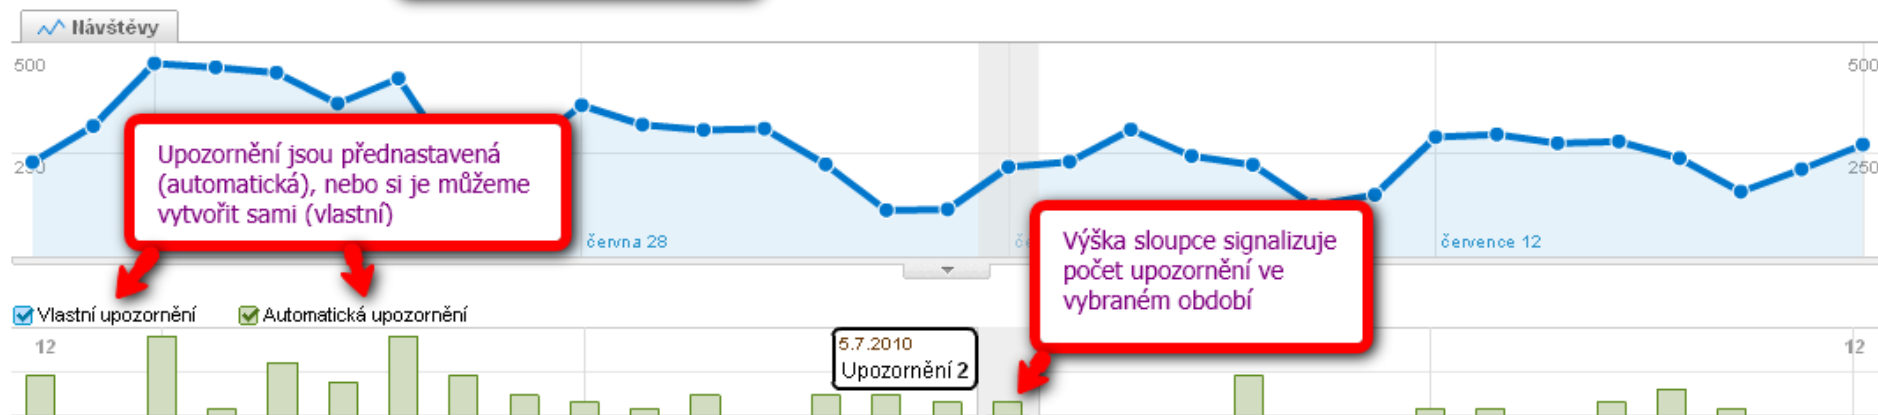 Návštěvy
500
500
250
Upozornění jsou přednastavená
(automatická), nebo si je můžeme
vytvořit sami (vlastní)
června 28
Výška sloupce signalizuje
počet upozornění ve
vybraném období
července 12
Vlastní upozornění
Automatická upozornění
12
5.7.2010
Upozornění 2
12